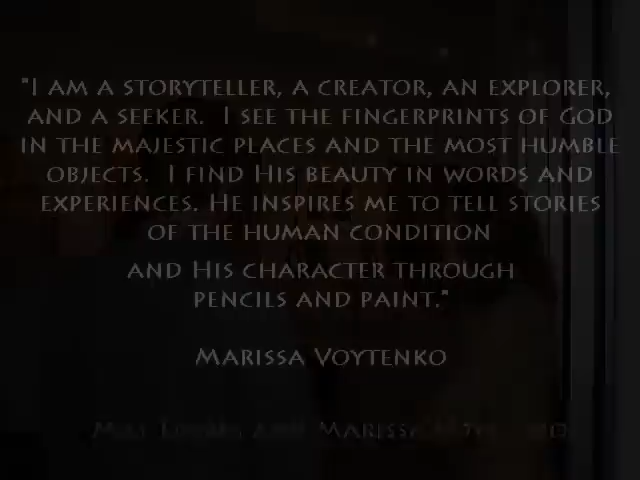 "I AM A STORYTELLER, A CREATOR, AN EXPLORER,
AND A SEEKER. I SEE THE FINGERPRINTS OF GOD
IN THE MAJESTIC PLACES AND THE MOST HUMBLE
OBJECTS. I FIND HIS BEAUTY IN WORDS AND
EXPERIENCES. HE INSPIRES ME TO TELL STORIES
OF THE HUMAN CONDITION
AND HIS CHARACTER THROUGH
PENCILS AND PAINT."
MARISSA VOYTENKO
AND MARISSA